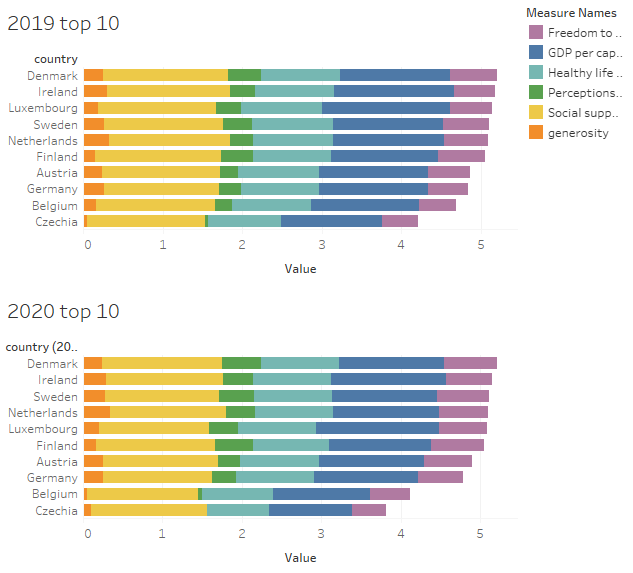 2019 top 10
Measure Names
Freedom to ..
GDP per cap..
Healthy life ..
Perceptions..
Social supp..
generosity
country
Denmark
Ireland
Luxembourg
Sweden
Netherlands
Finland
Austria
Germany
Belgium
Czechia
0 1 2 3 4 5
Value
2020 top 10
country (20..
Denmark
Ireland
Sweden
Netherlands
Luxembourg
Finland
Austria
Germany
Belgium
Czechia
0 1 2 3 4 5
Value